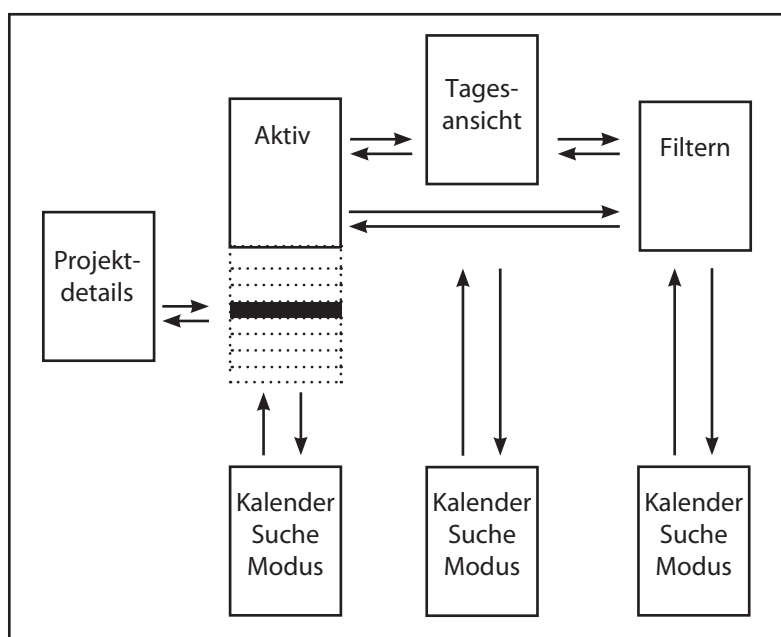 Tages-
ansicht
Aktiv
Filtern
Projekt-
details
Kalender
Suche
Modus
Kalender
Suche
Modus
Kalender
Suche
Modus